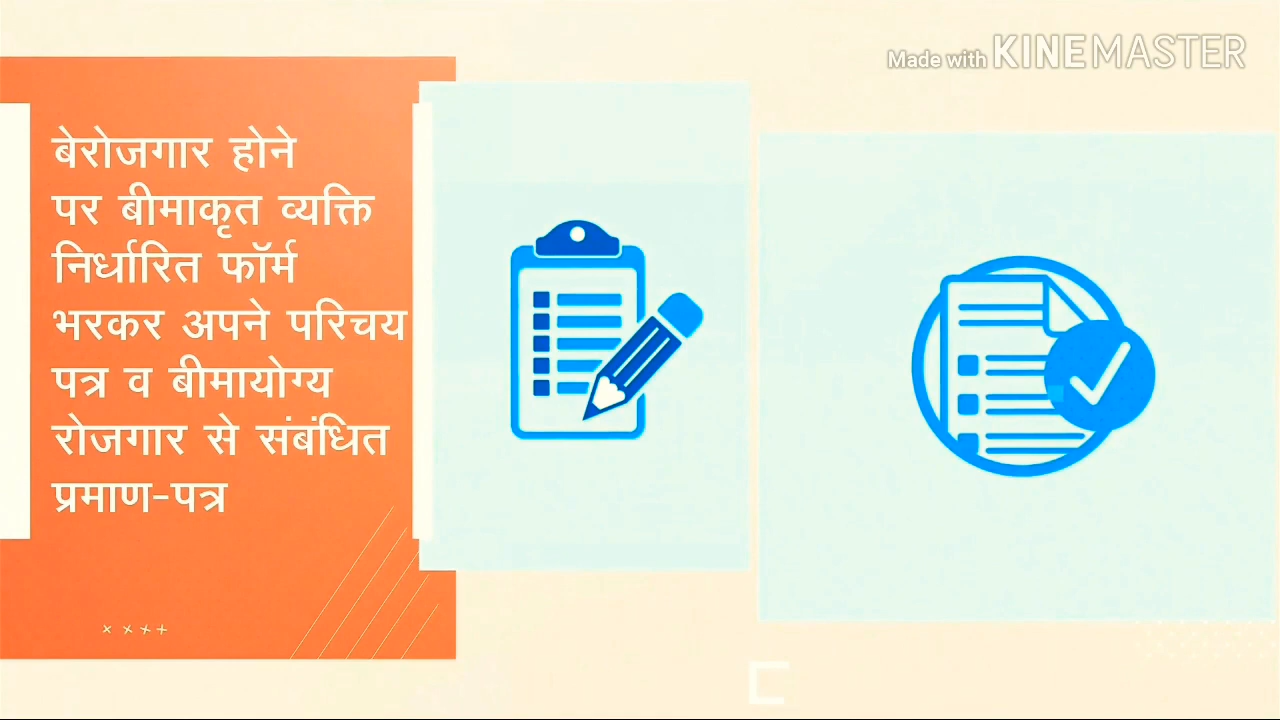 Made with KINEMASTER
बेरोजगार होने
पर बीमाकृत व्यक्ति
निर्धारित फॉर्म
भरकर अपने परिचय
पत्र व बीमायोग्य
रोजगार से संबंधित
प्रमाण-पत्र